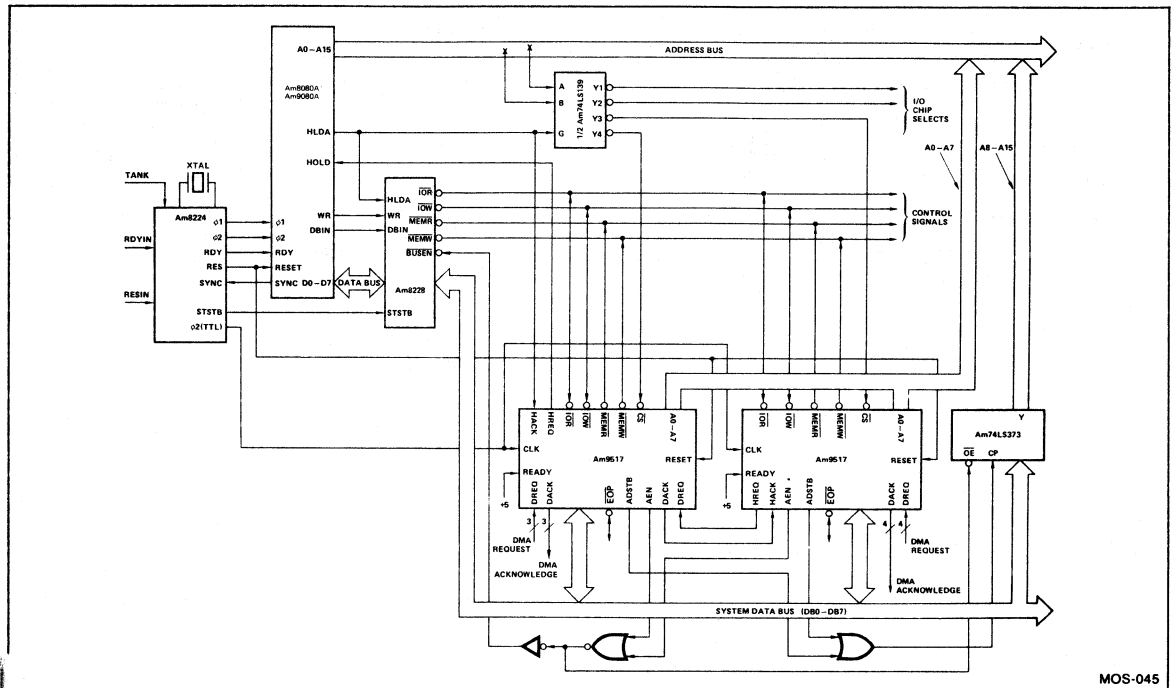 A0–A15
ADDRESS BUS
Am8080A
Am9080A
A
B
G
1/2 Am74LS139
Y1
Y2
Y3
Y4
I/O
CHIP
SELECTS
HLDA
HOLD
A0–A7
A8–A15
XTAL
TANK
Am8224
RDYIN
RESIN
ϕ1
ϕ2
RDY
RES
SYNC
STSTB
ϕ2(TTL)
ϕ1
ϕ2
RDY
RESET
SYNC
D0–D7
WR
DBIN
DATA BUS
HLDA
WR
DBIN
STSTB
Am8228
IOR
IOW
MEMR
MEMW
BUSEN
CONTROL
SIGNALS
HACK
HREQ
IOR
IOW
MEMR
MEMW
CS
A0–A7
CLK
Am9517
RESET
READY
+5
DREQ
DACK
EOP
ADSTB
AEN
DACK
DREQ
3
3
DMA
REQUEST
DMA
ACKNOWLEDGE
IOR
IOW
MEMR
MEMW
CS
A0–A7
CLK
Am9517
RESET
READY
+5
HREQ
HACK
AEN
ADSTB
EOP
DACK
DREQ
4
4
DMA
REQUEST
DMA
ACKNOWLEDGE
Y
Am74LS373
OE
CP
SYSTEM DATA BUS (DB0–DB7)
MOS-045